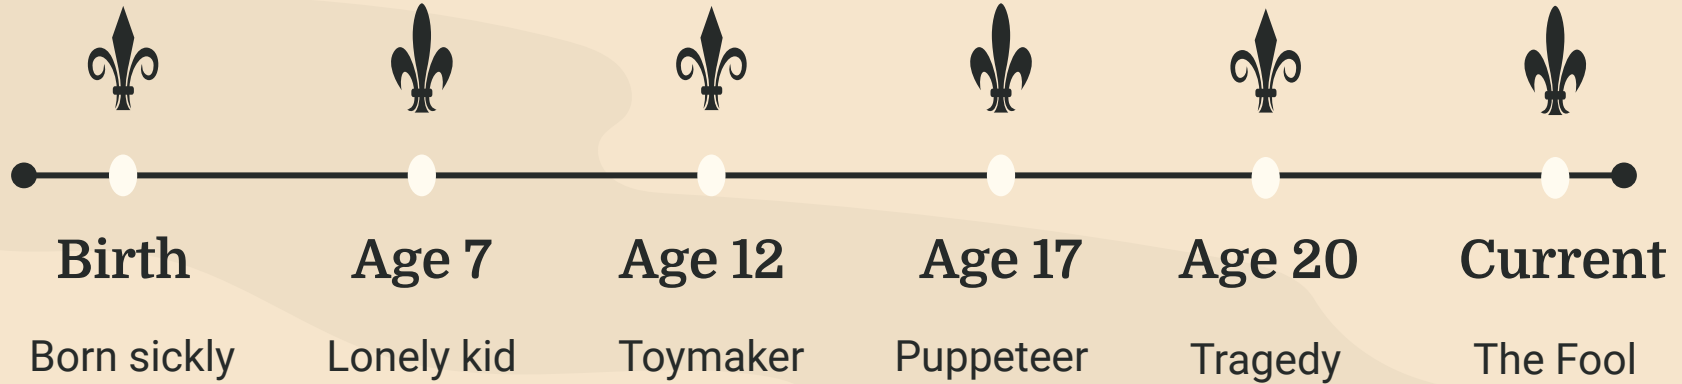 Birth Age 7 Age 12 Age 17 Age 20 Current
Born sickly Lonely kid Toymaker Puppeteer Tragedy The Fool